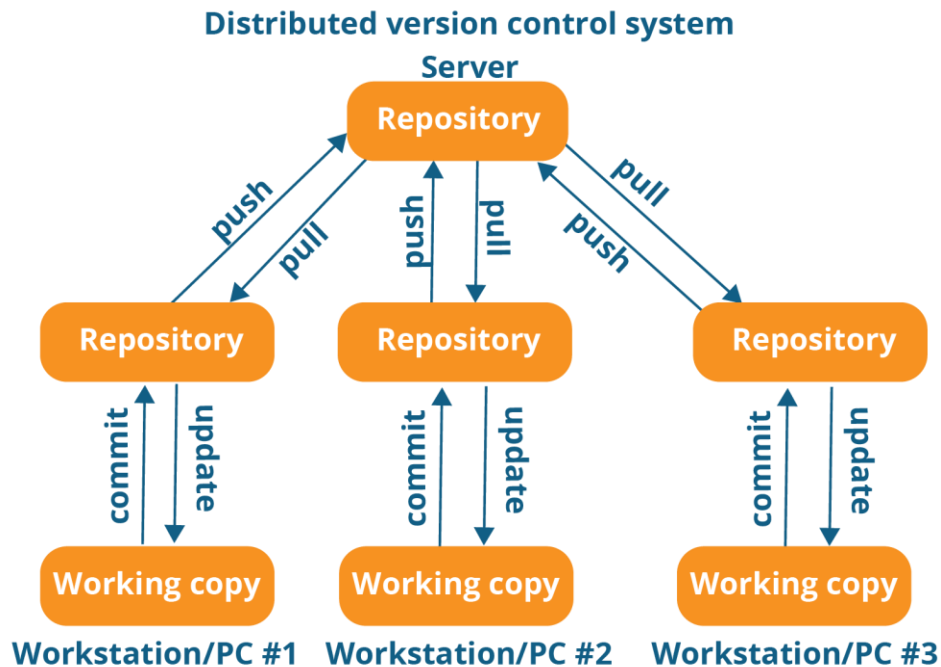 Distributed version control system
Server
Repository
push
pull
push
pull
push
pull
Repository
Repository
Repository
commit
update
commit
update
commit
update
Working copy
Working copy
Working copy
Workstation/PC #1
Workstation/PC #2
Workstation/PC #3